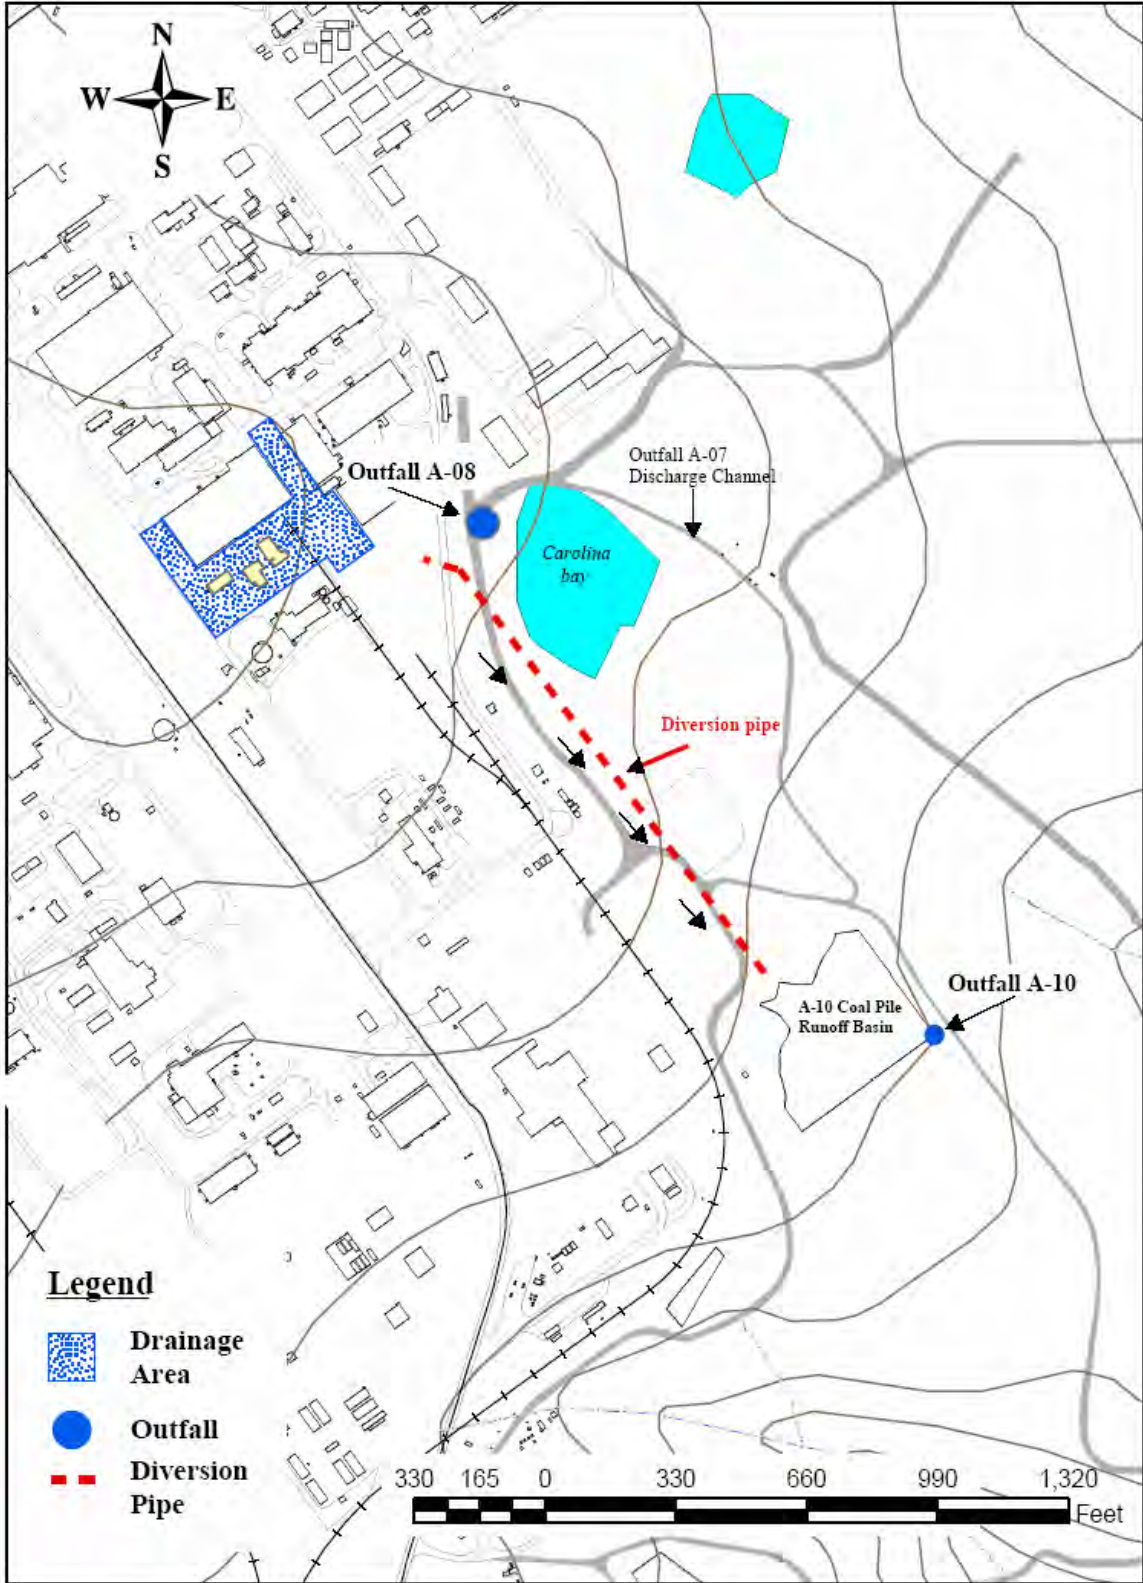 N
W E
S
Outfall A-08
Outfall A-07
Discharge Channel
Carolina
bay
Diversion pipe
Outfall A-10
A-10 Coal Pile
Runoff Basin
Legend
Drainage
Area
Outfall
Diversion
Pipe
330 165 0 330 660 990 1,320
Feet